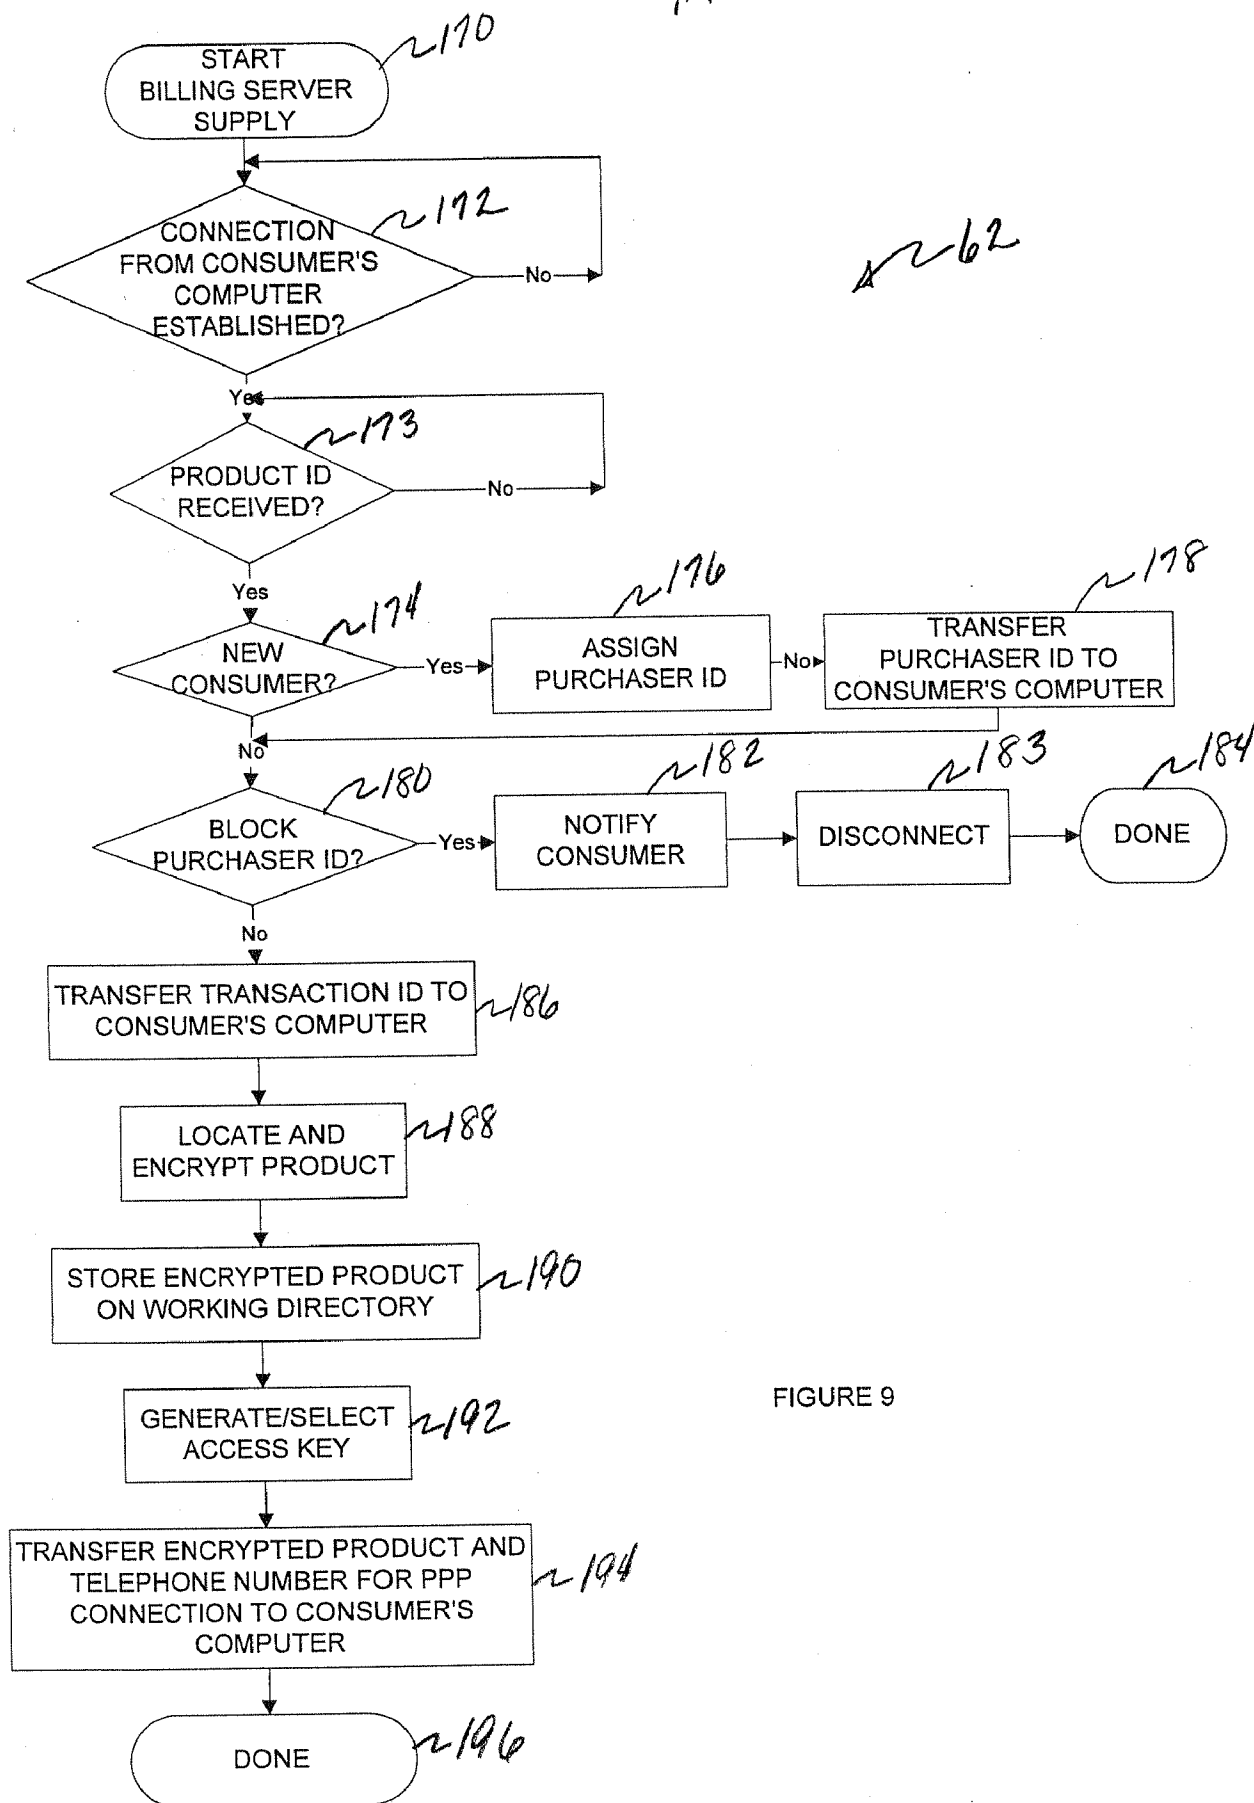 170
START
BILLING SERVER
SUPPLY
172
CONNECTION
FROM CONSUMER'S
COMPUTER
ESTABLISHED?
No
62
Yes
173
PRODUCT ID
RECEIVED?
No
Yes
174
NEW
CONSUMER?
Yes
176
ASSIGN
PURCHASER ID
No
178
TRANSFER
PURCHASER ID TO
CONSUMER'S COMPUTER
No
180
BLOCK
PURCHASER ID?
Yes
182
NOTIFY
CONSUMER
183
DISCONNECT
184
DONE
No
TRANSFER TRANSACTION ID TO
CONSUMER'S COMPUTER
186
LOCATE AND
ENCRYPT PRODUCT
188
STORE ENCRYPTED PRODUCT
ON WORKING DIRECTORY
190
GENERATE/SELECT
ACCESS KEY
192
FIGURE 9
TRANSFER ENCRYPTED PRODUCT AND
TELEPHONE NUMBER FOR PPP
CONNECTION TO CONSUMER'S
COMPUTER
194
DONE
196